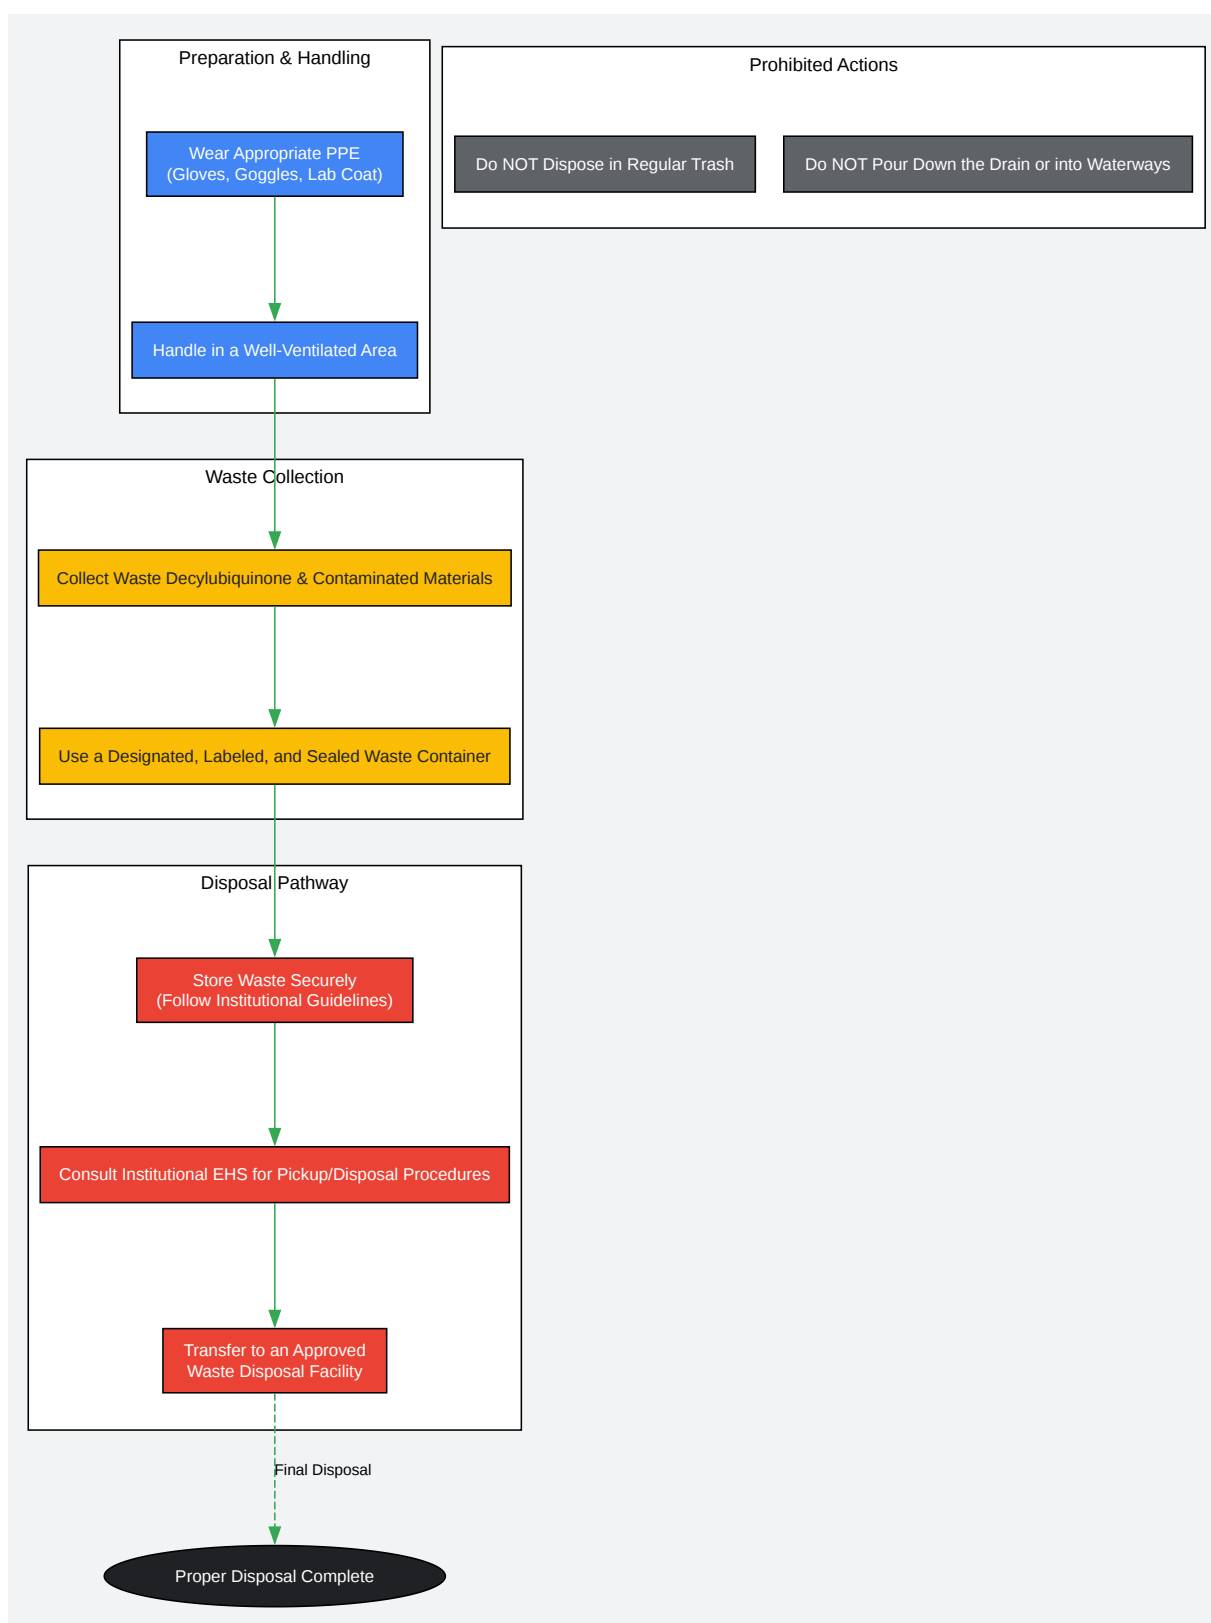 Preparation & Handling
Wear Appropriate PPE
(Gloves, Goggles, Lab Coat)
Handle in a Well-Ventilated Area
Prohibited Actions
Do NOT Dispose in Regular Trash
Do NOT Pour Down the Drain or into Waterways
Waste Collection
Collect Waste Decylubiquinone & Contaminated Materials
Use a Designated, Labeled, and Sealed Waste Container
Disposal Pathway
Store Waste Securely
(Follow Institutional Guidelines)
Consult Institutional EHS for Pickup/Disposal Procedures
Transfer to an Approved
Waste Disposal Facility
Final Disposal
Proper Disposal Complete